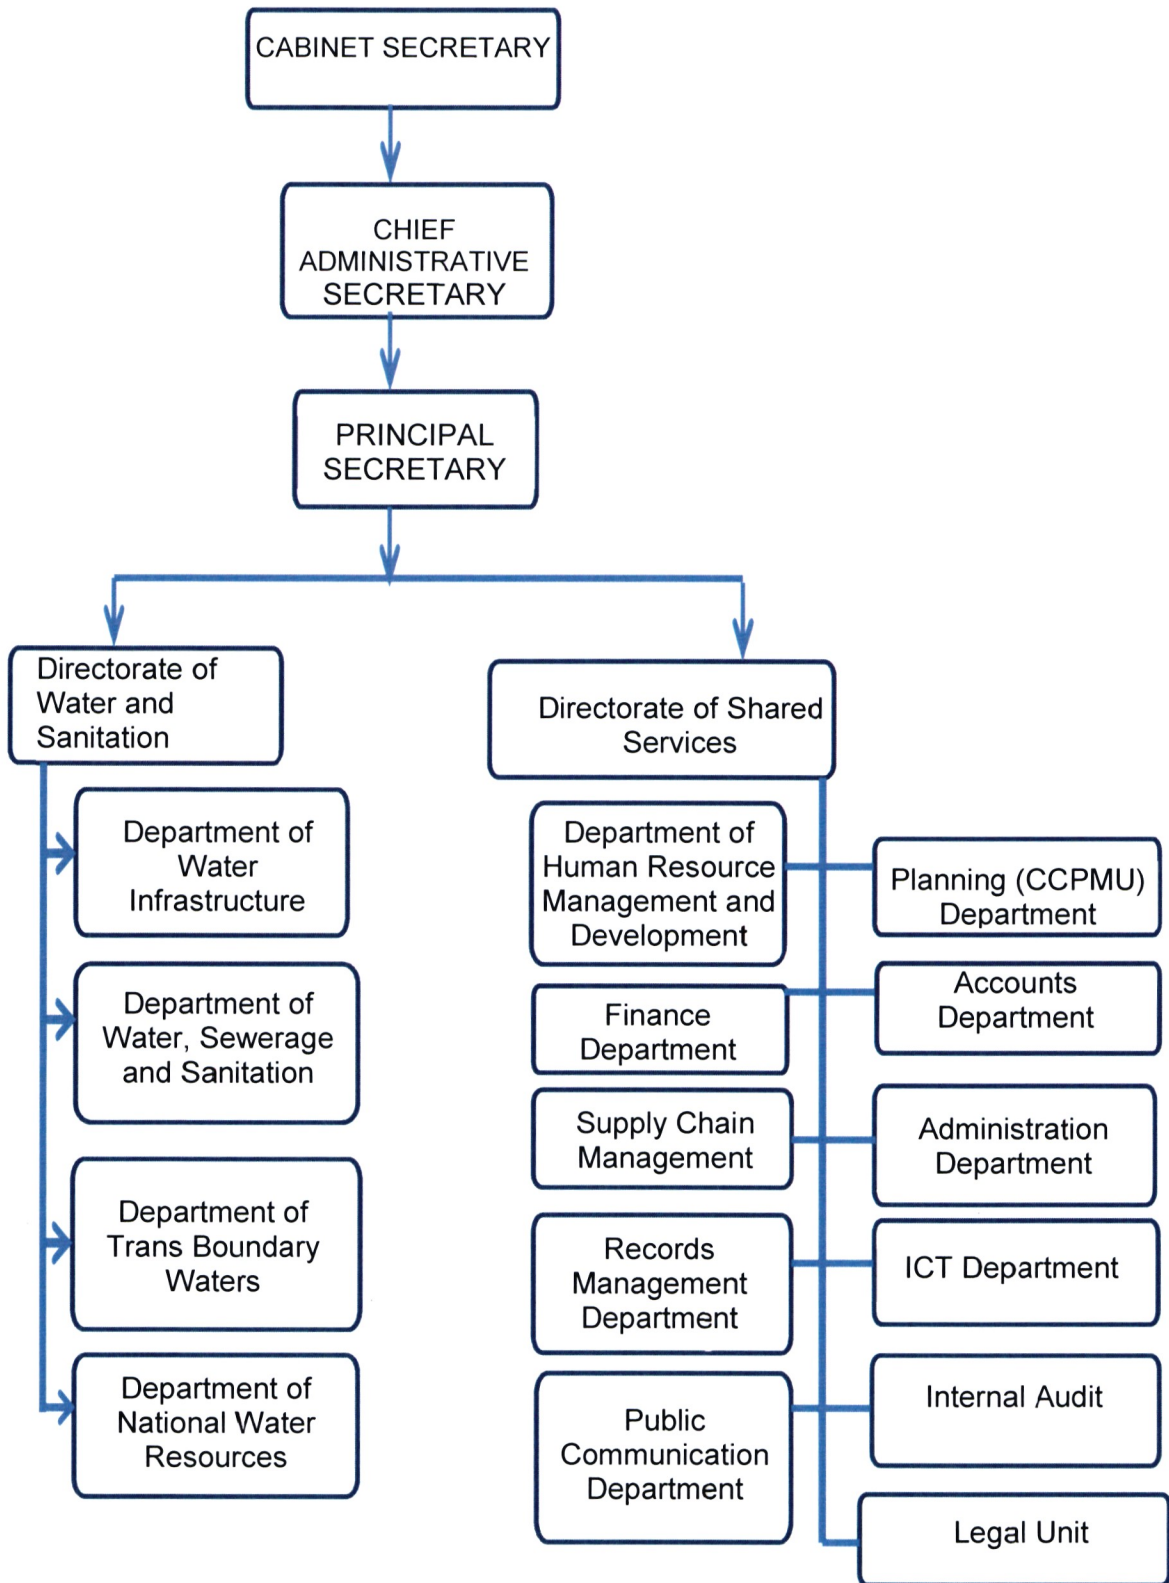 CABINET SECRETARY
CHIEF
ADMINISTRATIVE
SECRETARY
PRINCIPAL
SECRETARY
Directorate of
Water and
Sanitation
Department of
Water
Infrastructure
Department of
Water, Sewerage
and Sanitation
Department of
Trans Boundary
Waters
Department of
National Water
Resources
Directorate of Shared
Services
Department of
Human Resource
Management and
Development
Planning (CCPMU)
Department
Finance
Department
Accounts
Department
Supply Chain
Management
Administration
Department
Records
Management
Department
ICT Department
Public
Communication
Department
Internal Audit
Legal Unit